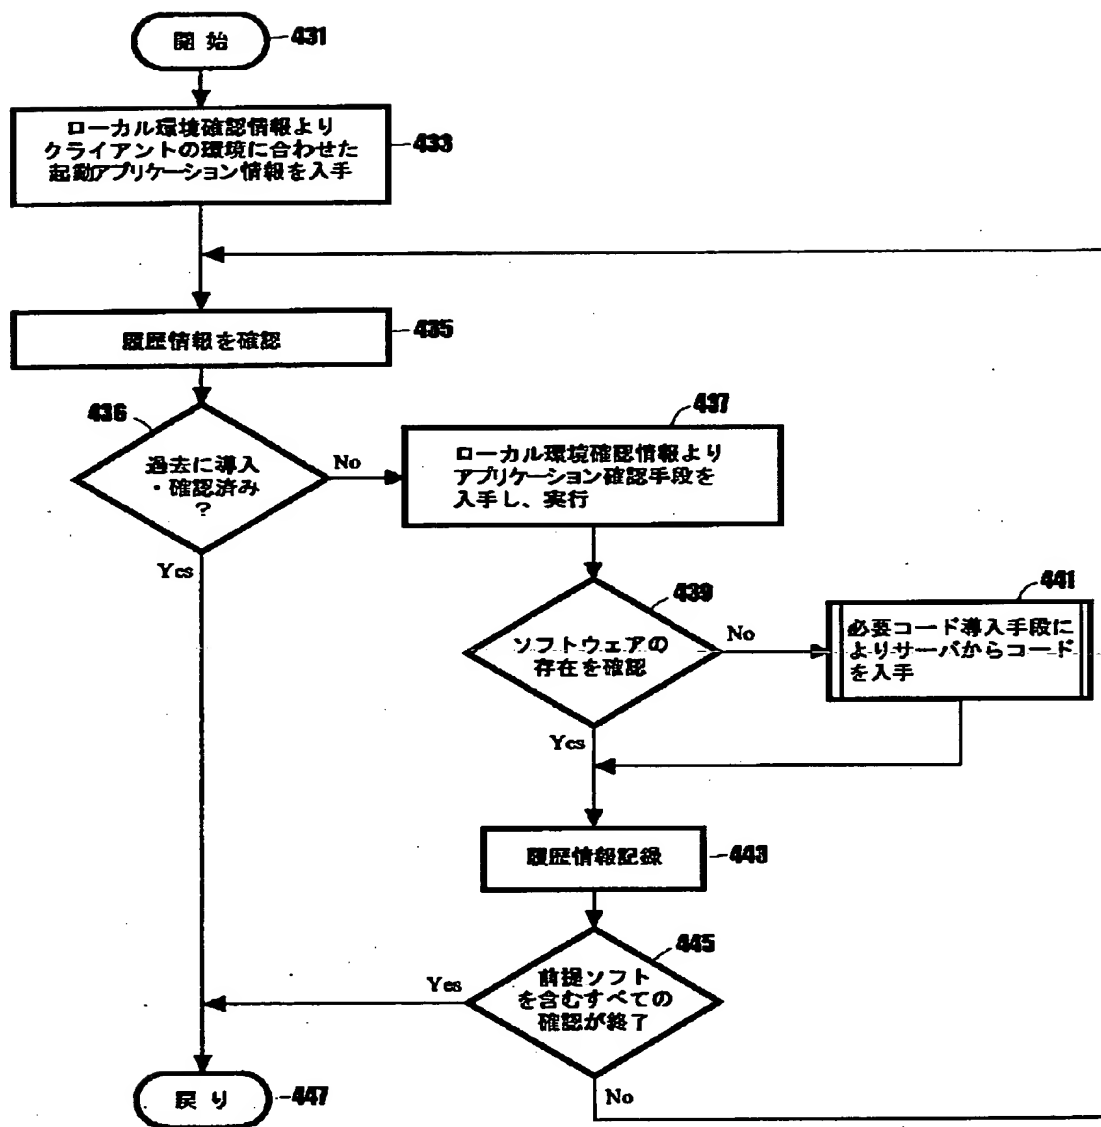 開 始
431
ローカル環境確認情報より
クライアントの環境に合わせた
起動アプリケーション情報を入手
433
履歴情報を確認
435
436
過去に導入
・確認済み
?
No
Yes
437
ローカル環境確認情報より
アプリケーション確認手段を
入手し、実行
439
ソフトウェアの
存在を確認
No
Yes
441
必要コード導入手段に
よりサーバからコード
を入手
履歴情報記録
443
445
前提ソフト
を含むすべての
確認が終了
Yes
No
戻 り
447